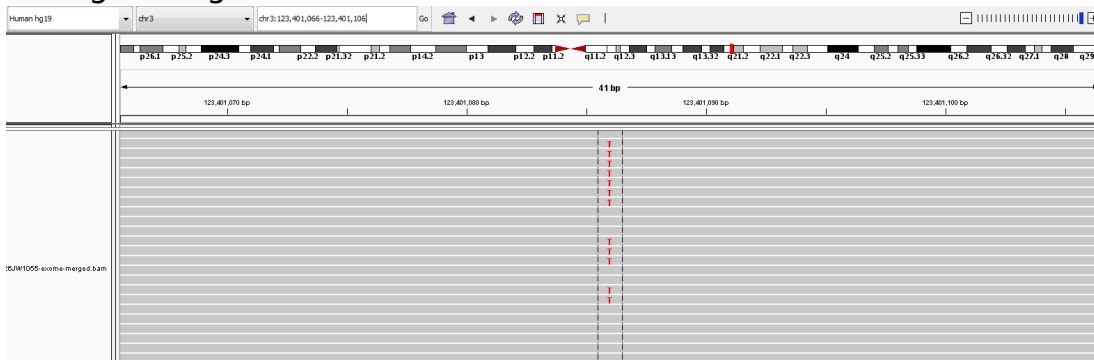 Human hg19 chr3 chr3:123,401,066-123,401,106 Go
p26.1 p25.2 p24.3 p24.1 p22.2 p21.32 p21.2 p14.2 p13 p12.2 p11.2 q11.2 q12.3 q13.13 q13.32 q21.2 q22.1 q22.3 q24 q25.2 q25.33 q26.2 q26.32 q27.1 q28 q29
41 bp
123,401,070 bp 123,401,080 bp 123,401,090 bp 123,401,100 bp
T
T
T
T
T
T
T
T
T
T
T
T
26JW1055-exome-merged.bam